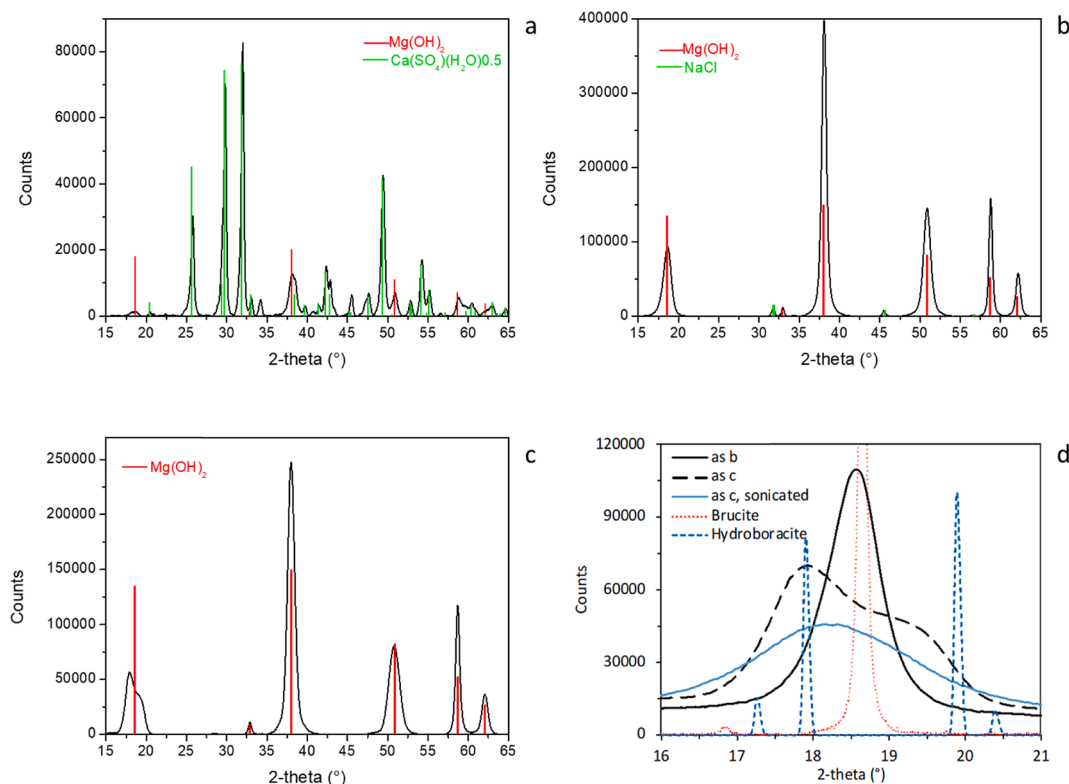 a
Mg(OH)₂
Ca(SO₄)(H₂O)0.5
80000
60000
40000
20000
0
Counts
15 20 25 30 35 40 45 50 55 60 65
2-theta (°)
b
Mg(OH)₂
NaCl
400000
300000
200000
100000
0
Counts
15 20 25 30 35 40 45 50 55 60 65
2-theta (°)
c
Mg(OH)₂
250000
200000
150000
100000
50000
0
Counts
15 20 25 30 35 40 45 50 55 60 65
2-theta (°)
d
as b
as c
as c, sonicated
Brucite
Hydroboracite
120000
90000
60000
30000
0
Counts
16 17 18 19 20 21
2-theta (°)